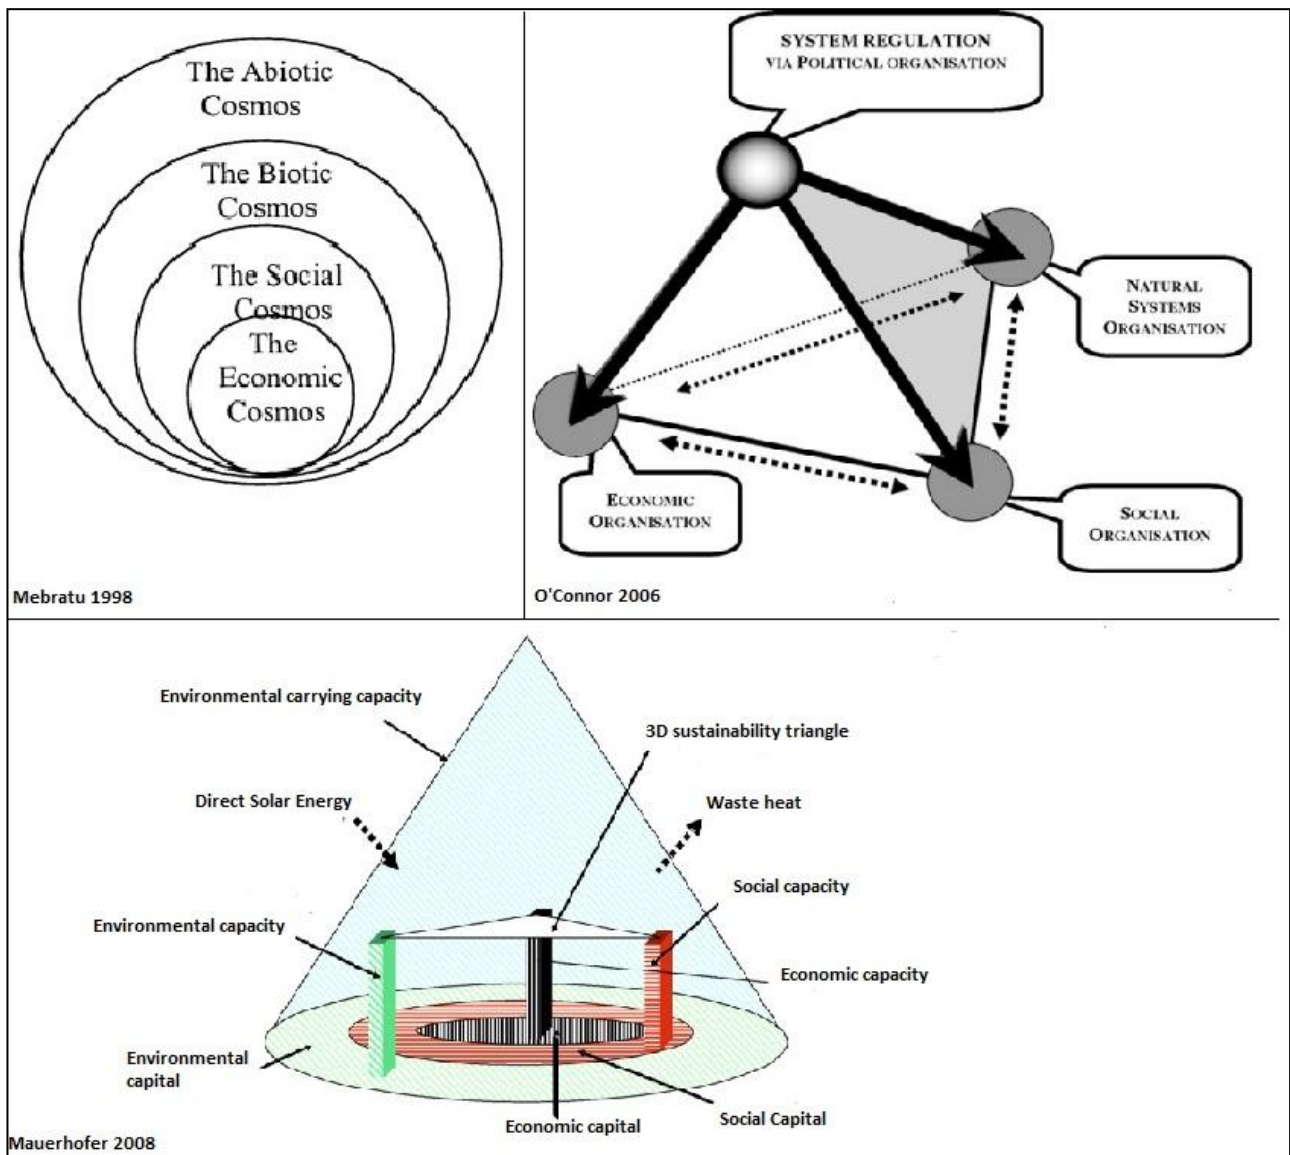 The Abiotic
Cosmos
The Biotic
Cosmos
The Social
Cosmos
The
Economic
Cosmos
Mebratu 1998
SYSTEM REGULATION
VIA POLITICAL ORGANISATION
NATURAL
SYSTEMS
ORGANISATION
ECONOMIC
ORGANISATION
SOCIAL
ORGANISATION
O'Connor 2006
Environmental carrying capacity
3D sustainability triangle
Direct Solar Energy
Waste heat
Social capacity
Environmental capacity
Economic capacity
Environmental
capital
Economic capital
Social Capital
Mauerhofer 2008